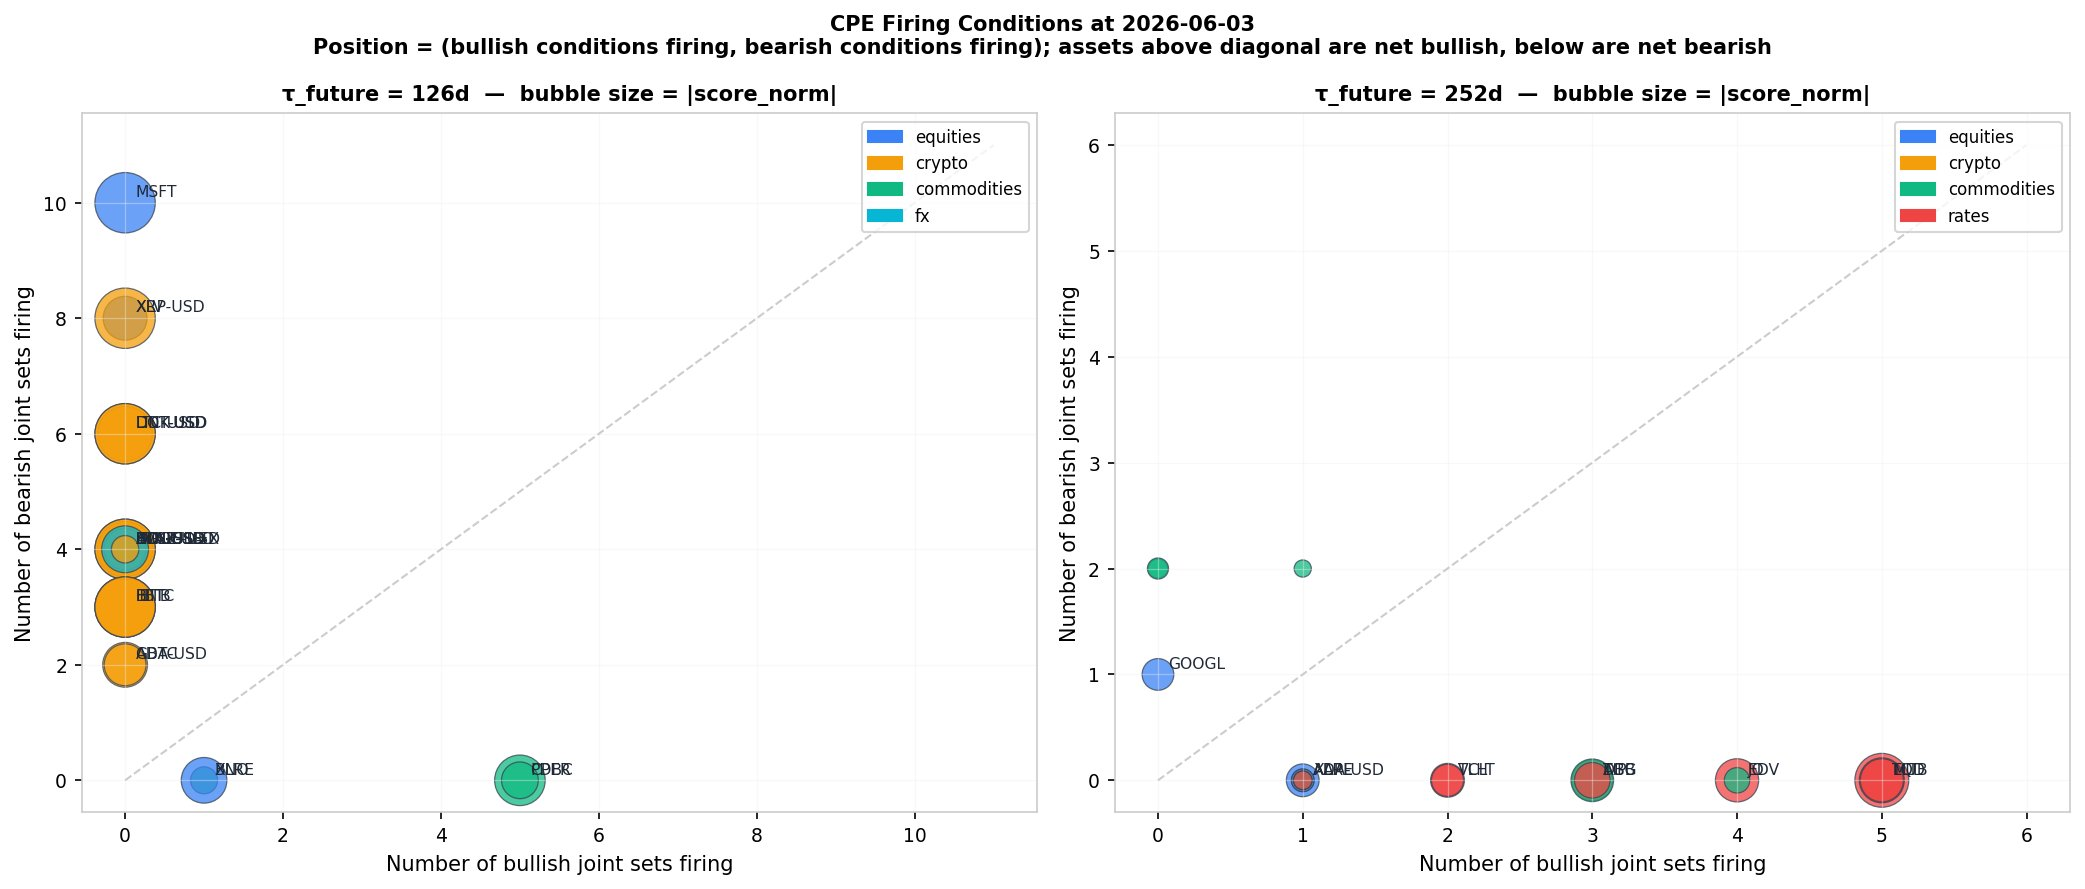 CPE Firing Conditions at 2026-06-03
Position = (bullish conditions firing, bearish conditions firing); assets above diagonal are net bullish, below are net bearish
τ_future = 126d — bubble size = |score_norm|
equities
crypto
commodities
fx
MSFT
10
8
6
4
2
0
0
2
4
6
8
10
Number of bearish joint sets firing
Number of bullish joint sets firing
τ_future = 252d — bubble size = |score_norm|
equities
crypto
commodities
rates
GOOGL
6
5
4
3
2
1
0
0
1
2
3
4
5
6
Number of bearish joint sets firing
Number of bullish joint sets firing